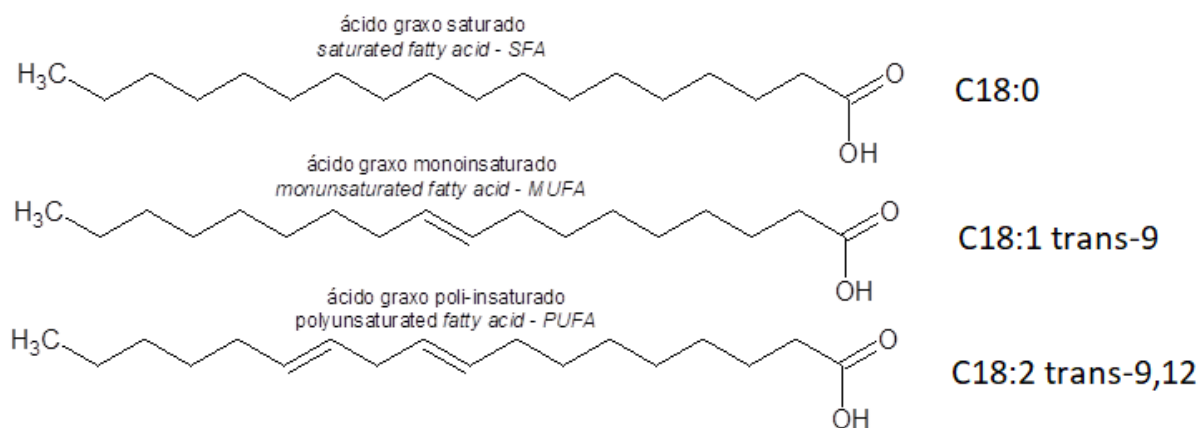 ácido graxo saturado
saturated fatty acid - SFA
H₃C
O
OH
C18:0
ácido graxo monoinsaturado
monunsaturated fatty acid - MUFA
H₃C
O
OH
C18:1 trans-9
ácido graxo poli-insaturado
polyunsaturated fatty acid - PUFA
H₃C
O
OH
C18:2 trans-9,12